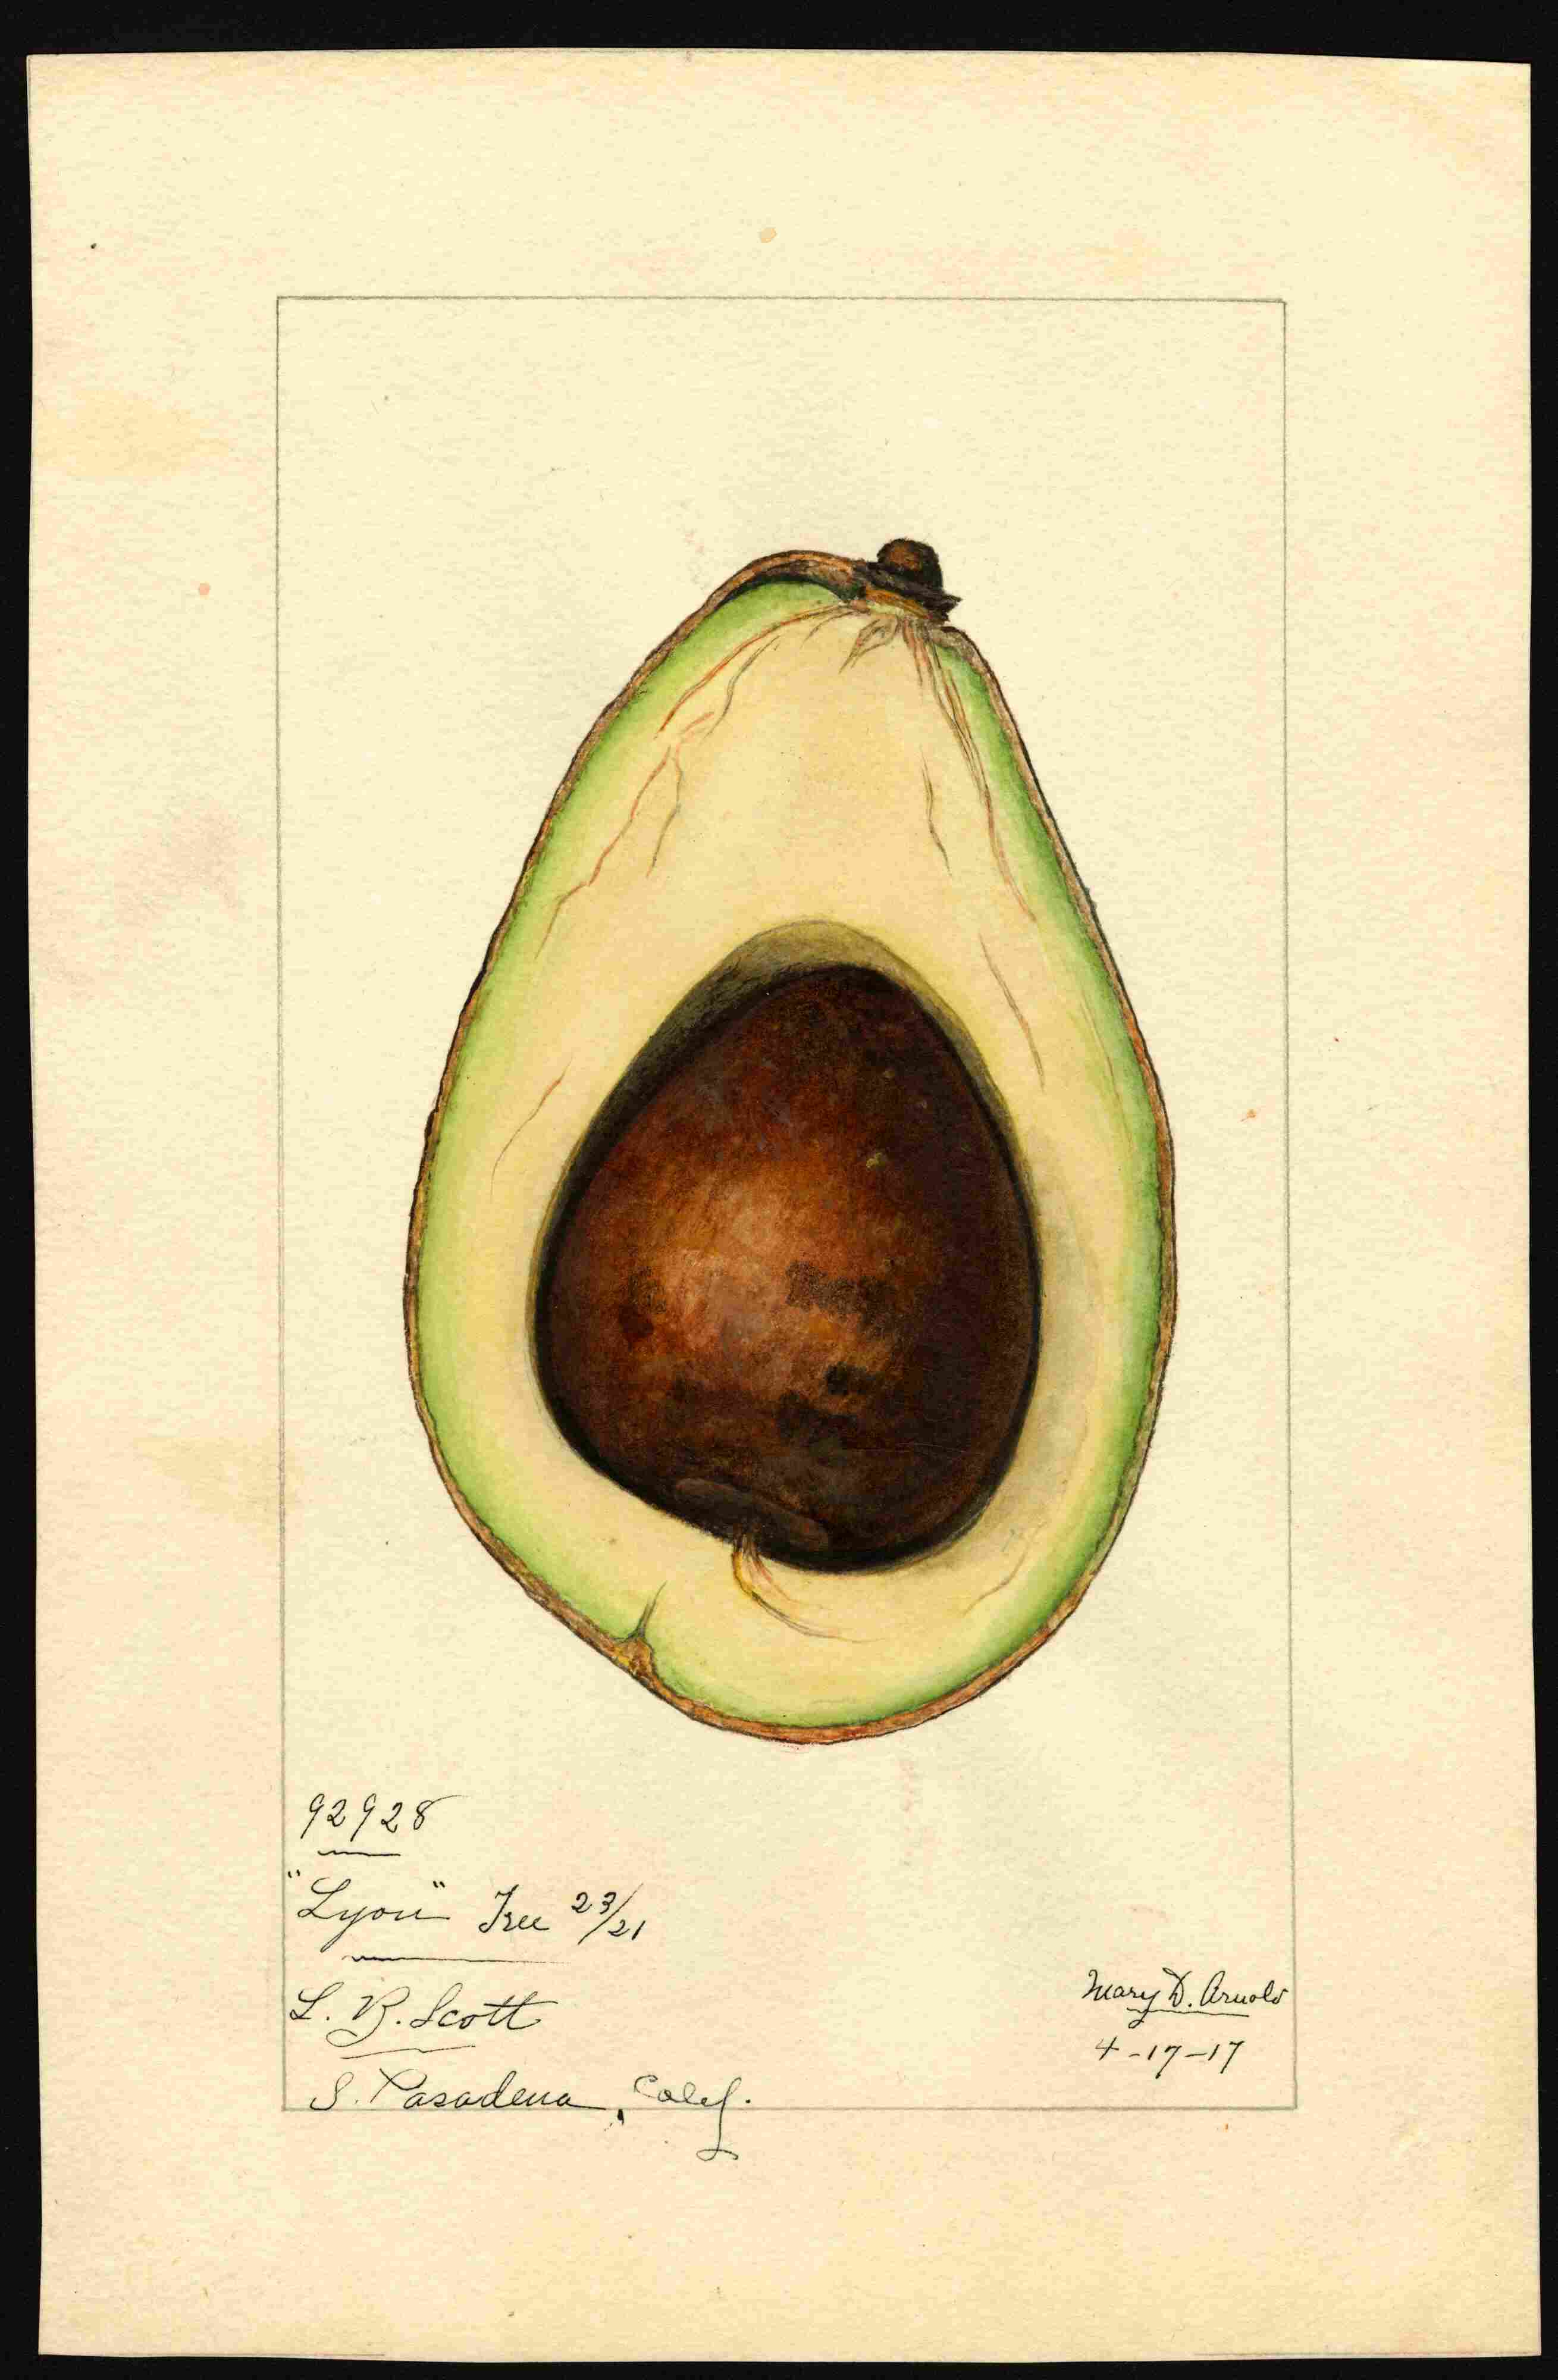 92928
"Lyon" Tree 23/21
L. B. Scott
S. Pasadena, Calif.
Mary D. Arnold
4-17-17